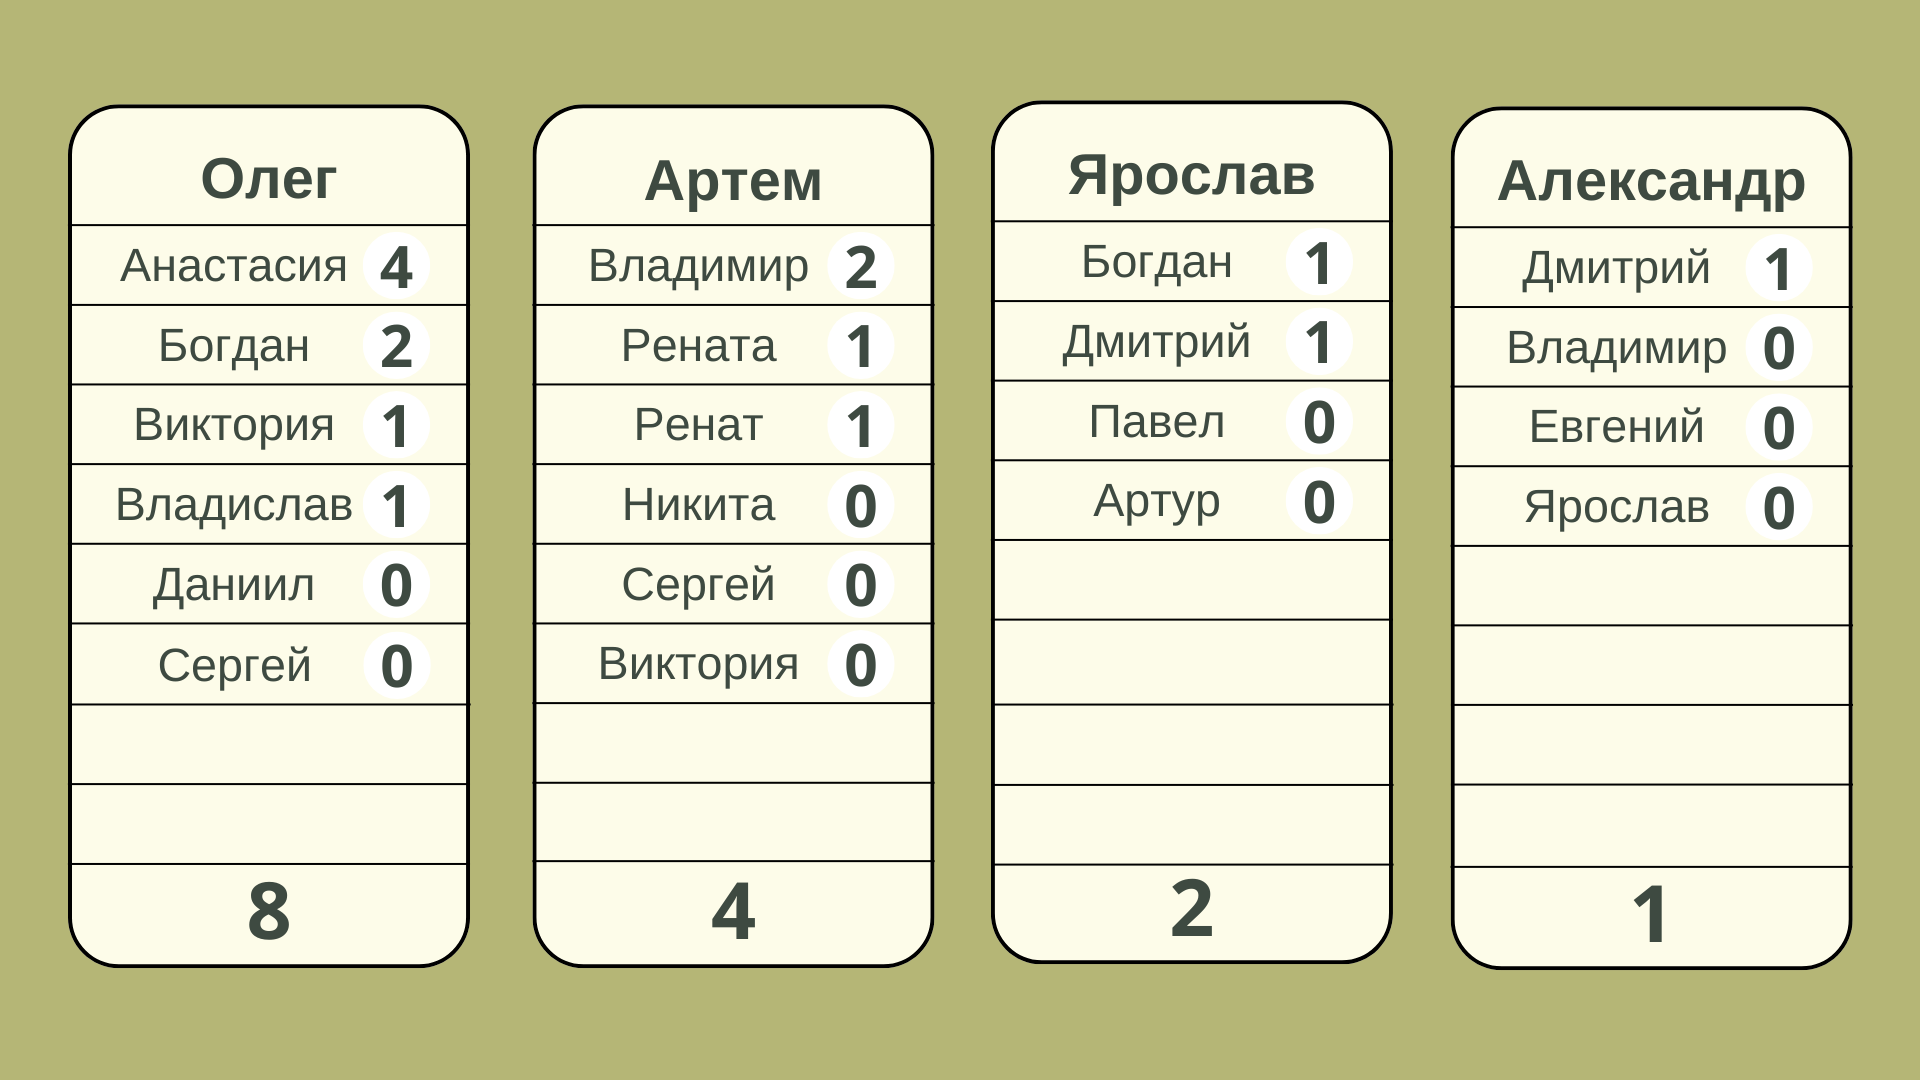 Олег
Анастасия 4
Богдан 2
Виктория 1
Владислав 1
Даниил 0
Сергей 0
8
Артем
Владимир 2
Рената 1
Ренат 1
Никита 0
Сергей 0
Виктория 0
4
Ярослав
Богдан 1
Дмитрий 1
Павел 0
Артур 0
2
Александр
Дмитрий 1
Владимир 0
Евгений 0
Ярослав 0
1